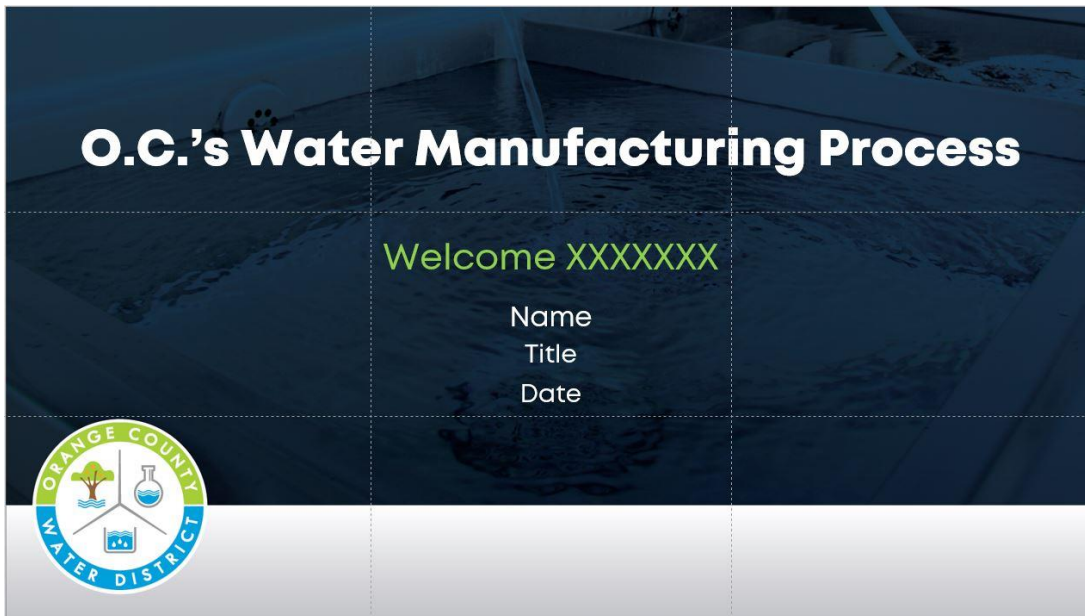 O.C.’s Water Manufacturing Process
Welcome XXXXXXX
Name
Title
Date
ORANGE COUNTY
WATER DISTRICT